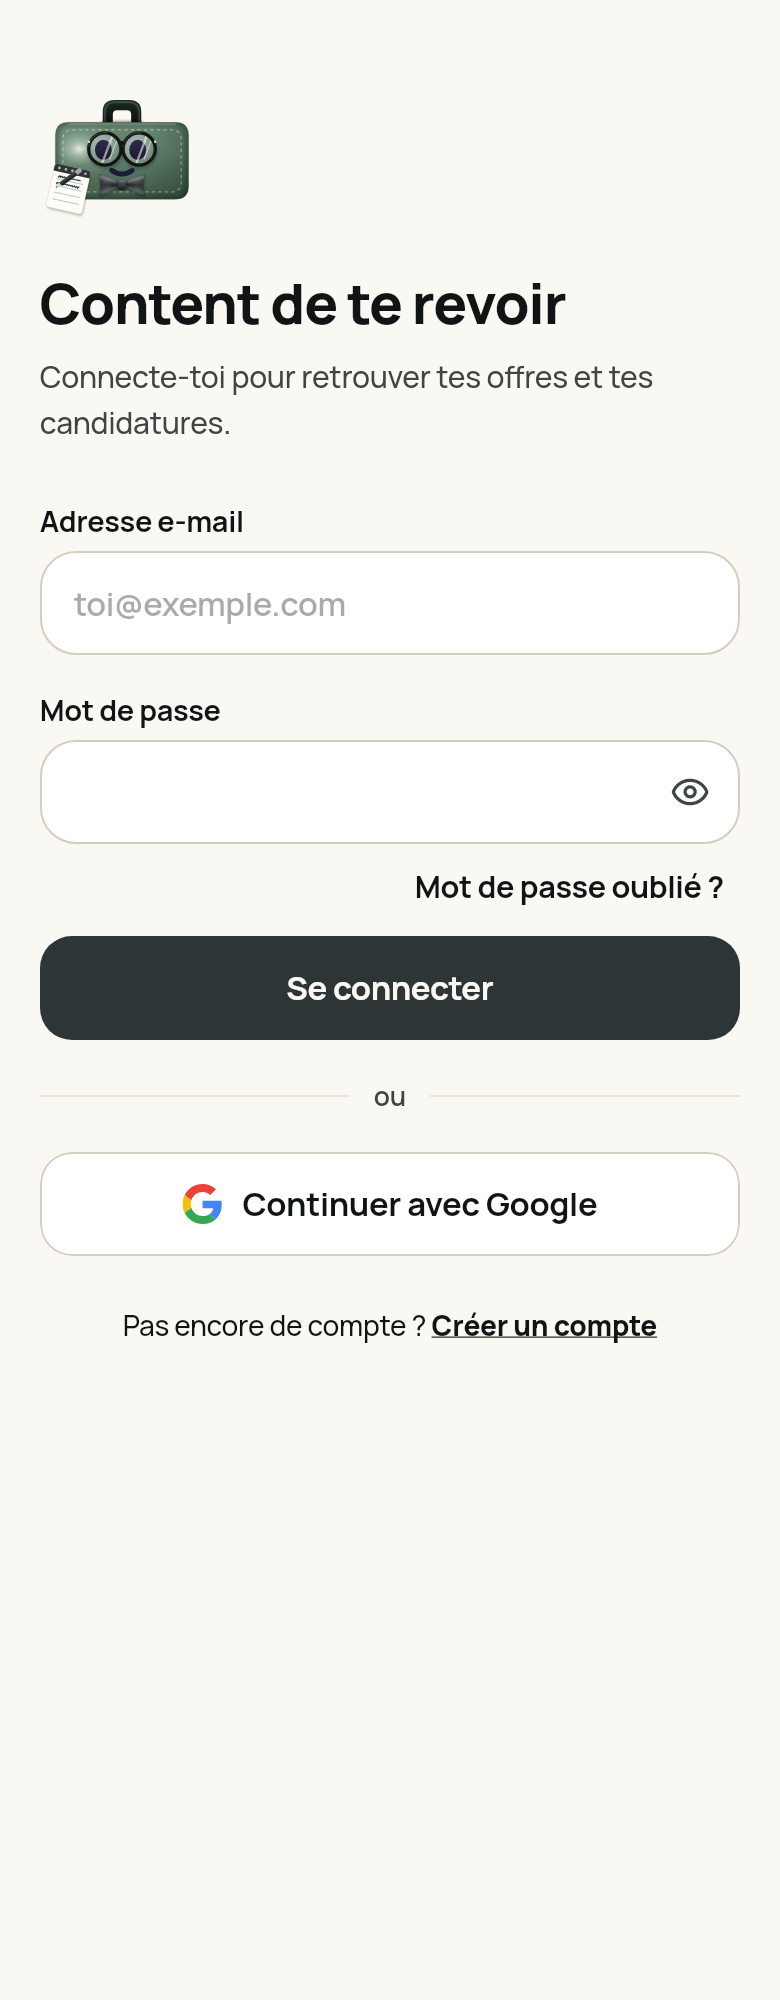 Content de te revoir
Connecte-toi pour retrouver tes offres et tes
candidatures.
Adresse e-mail
toi@exemple.com
Mot de passe
Mot de passe oublié ?
Se connecter
ou
Continuer avec Google
Pas encore de compte ? Créer un compte